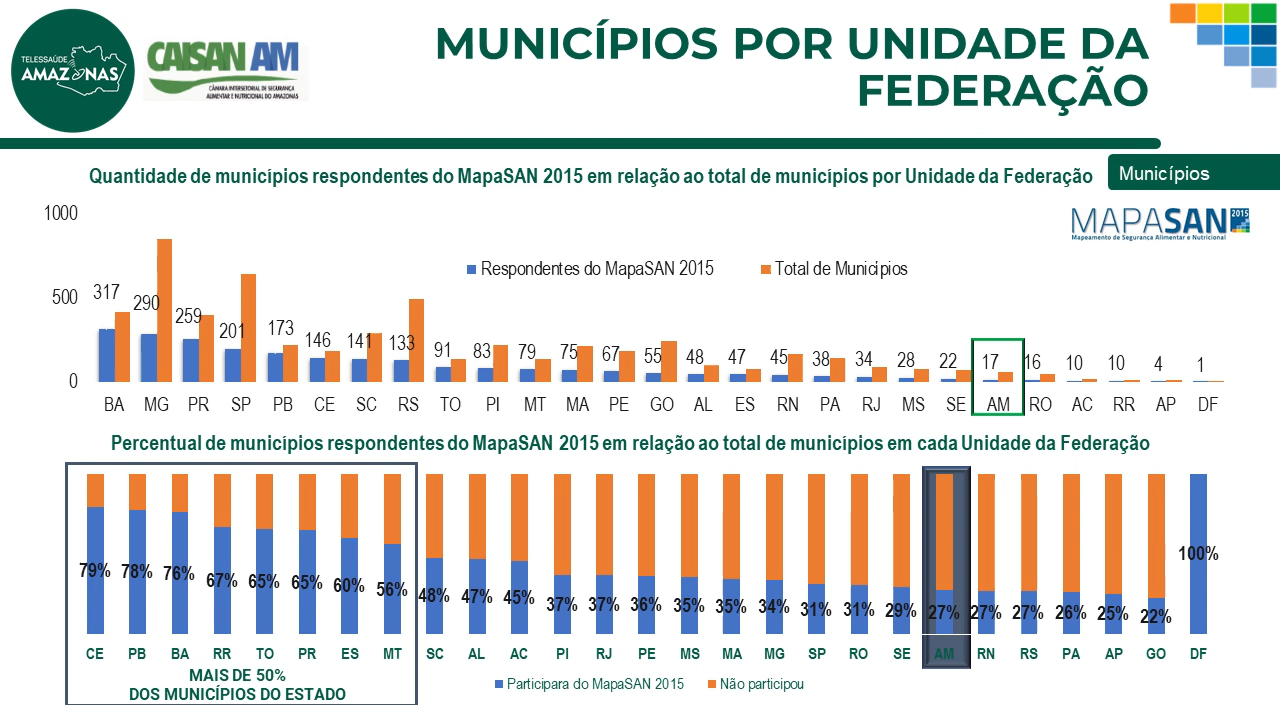 TELESSAÚDE
AMAZONAS
CAISAN AM
CÂMARA INTERSETORIAL DE SEGURANÇA
ALIMENTAR E NUTRICIONAL DO AMAZONAS
MUNICÍPIOS POR UNIDADE DA
FEDERAÇÃO
Quantidade de municípios respondentes do MapaSAN 2015 em relação ao total de municípios por Unidade da Federação
Municípios
MAPASAN 2015
Mapeamento de Segurança Alimentar e Nutricional
1000
500
0
Respondentes do MapaSAN 2015 Total de Municípios
317 290 259 201 173 146 141 133 91 83 79 75 67 55 48 47 45 38 34 28 22 17 16 10 10 4 1
BA MG PR SP PB CE SC RS TO PI MT MA PE GO AL ES RN PA RJ MS SE AM RO AC RR AP DF
Percentual de municípios respondentes do MapaSAN 2015 em relação ao total de municípios em cada Unidade da Federação
79% 78% 76% 67% 65% 65% 60% 56% 48% 47% 45% 37% 37% 36% 35% 35% 34% 31% 31% 29% 27% 27% 27% 26% 25% 22% 100%
CE PB BA RR TO PR ES MT SC AL AC PI RJ PE MS MA MG SP RO SE AM RN RS PA AP GO DF
MAIS DE 50%
DOS MUNICÍPIOS DO ESTADO
Participara do MapaSAN 2015 Não participou